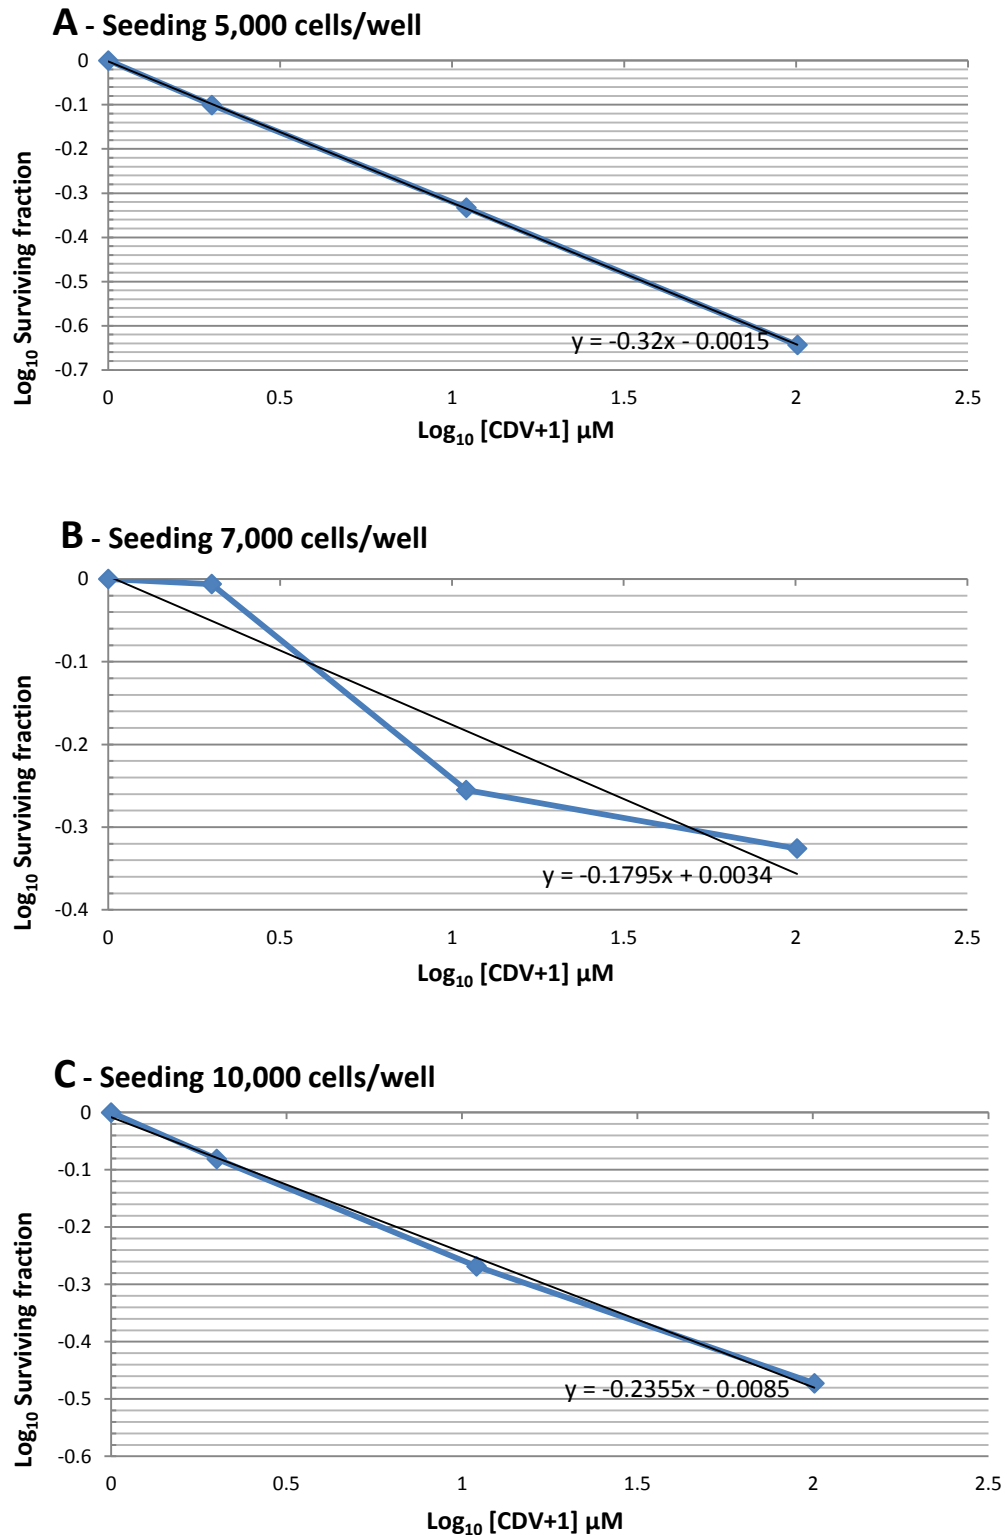 A - Seeding 5,000 cells/well
0
-0.1
-0.2
-0.3
-0.4
-0.5
-0.6
-0.7
Log₁₀ Surviving fraction
y = -0.32x - 0.0015
0 0.5 1 1.5 2 2.5
Log₁₀ [CDV+1] μM
B - Seeding 7,000 cells/well
0
-0.1
-0.2
-0.3
-0.4
Log₁₀ Surviving fraction
y = -0.1795x + 0.0034
0 0.5 1 1.5 2 2.5
Log₁₀ [CDV+1] μM
C - Seeding 10,000 cells/well
0
-0.1
-0.2
-0.3
-0.4
-0.5
-0.6
Log₁₀ Surviving fraction
y = -0.2355x - 0.0085
0 0.5 1 1.5 2 2.5
Log₁₀ [CDV+1] μM